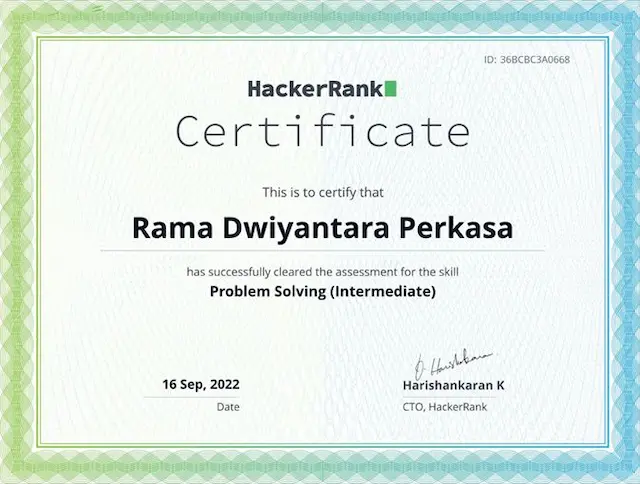 ID: 36BCBC3A0668
HackerRank
Certificate
This is to certify that
Rama Dwiyantara Perkasa
has successfully cleared the assessment for the skill
Problem Solving (Intermediate)
16 Sep, 2022
Date
Harishankaran K
CTO, HackerRank